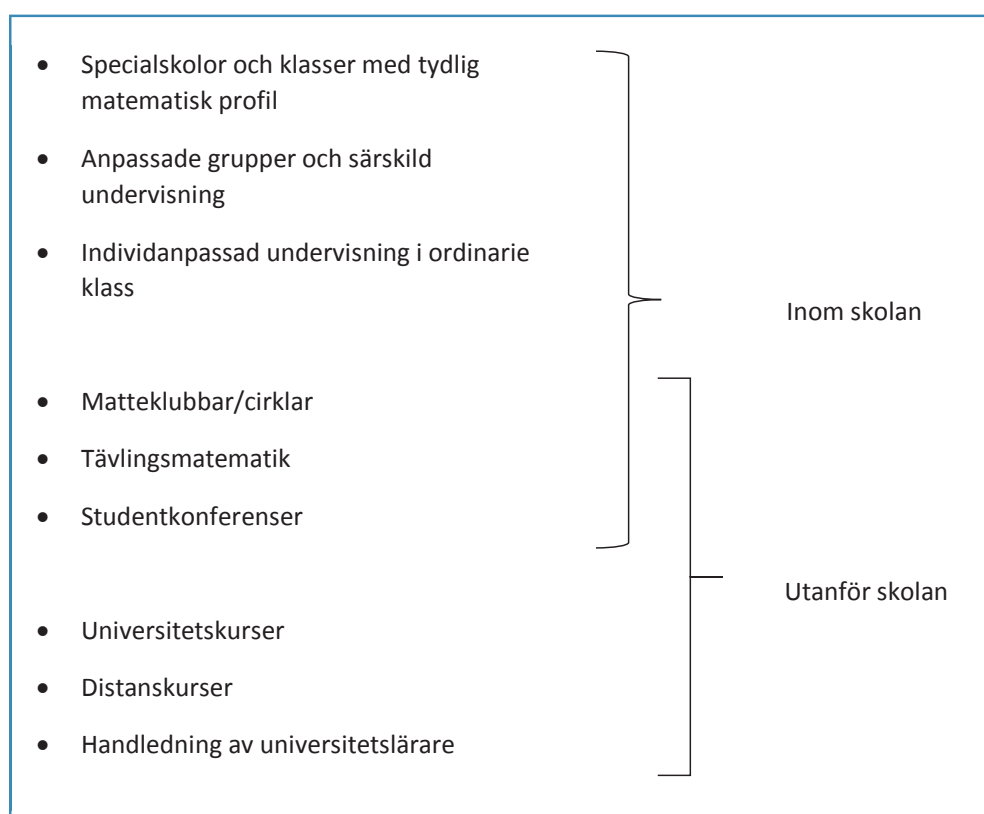 • Specialskolor och klasser med tydlig
matematisk profil
• Anpassade grupper och särskild
undervisning
• Individanpassad undervisning i ordinarie
klass
Inom skolan
• Matteklubbar/cirklar
• Tävlingsmatematik
• Studentkonferenser
Utanför skolan
• Universitetskurser
• Distanskurser
• Handledning av universitetslärare